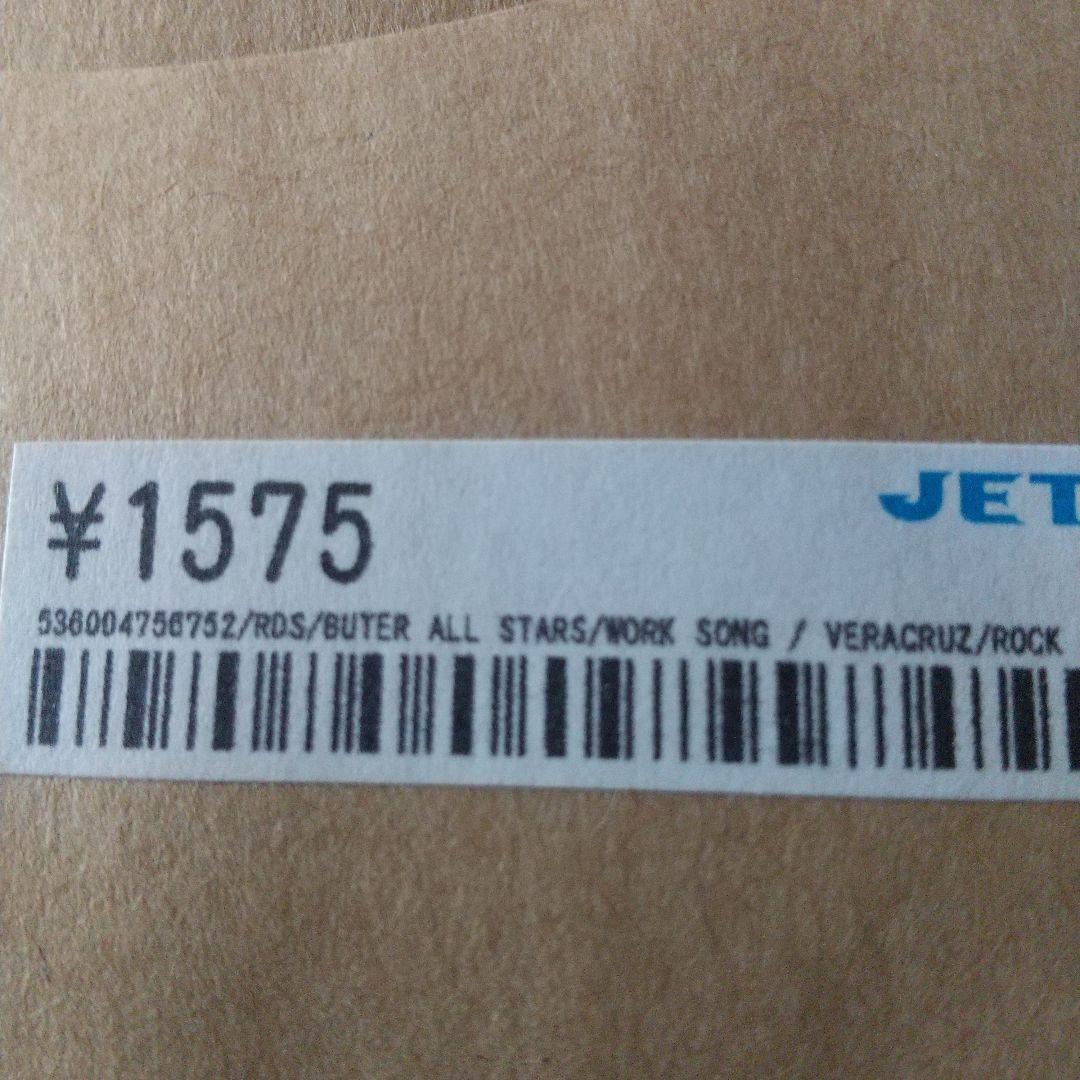 ¥1575 JET
536004756752/RDS/BUTER ALL STARS/WORK SONG / VERACRUZ/ROCK